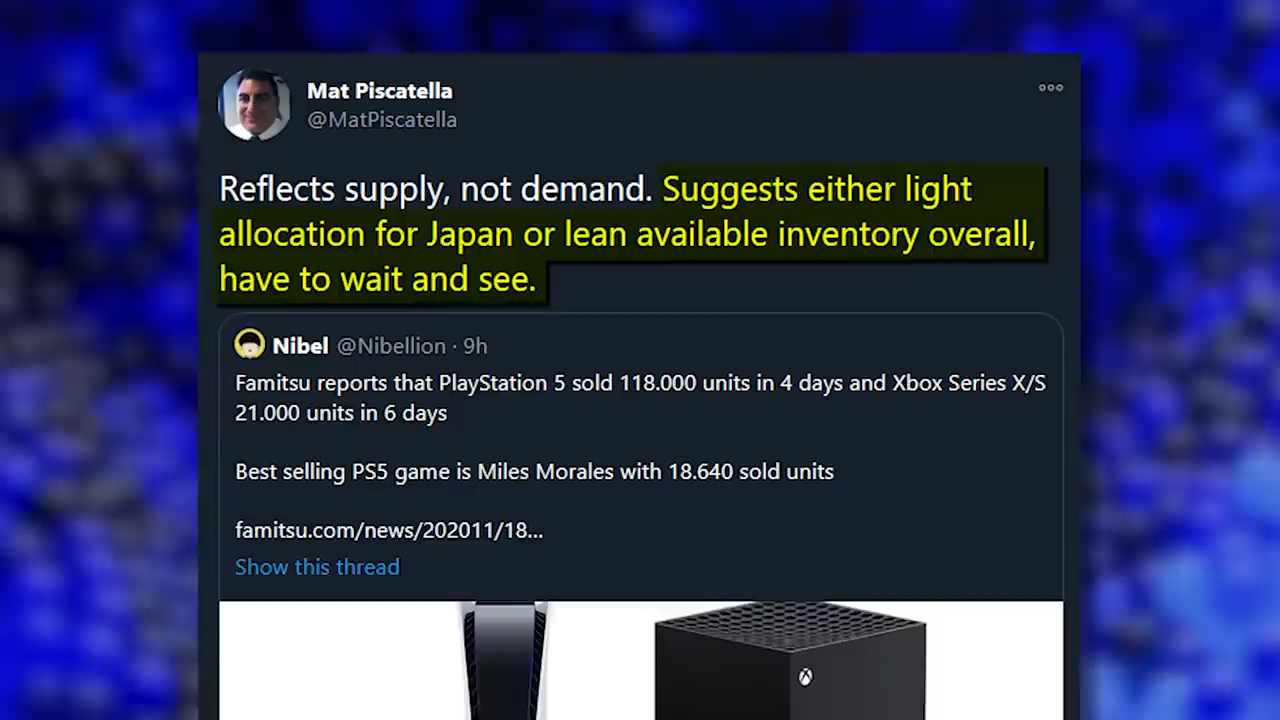 Mat Piscatella
@MatPiscatella
Reflects supply, not demand. Suggests either light
allocation for Japan or lean available inventory overall,
have to wait and see.
Nibel @Nibellion · 9h
Famitsu reports that PlayStation 5 sold 118.000 units in 4 days and Xbox Series X/S
21.000 units in 6 days
Best selling PS5 game is Miles Morales with 18.640 sold units
famitsu.com/news/202011/18...
Show this thread